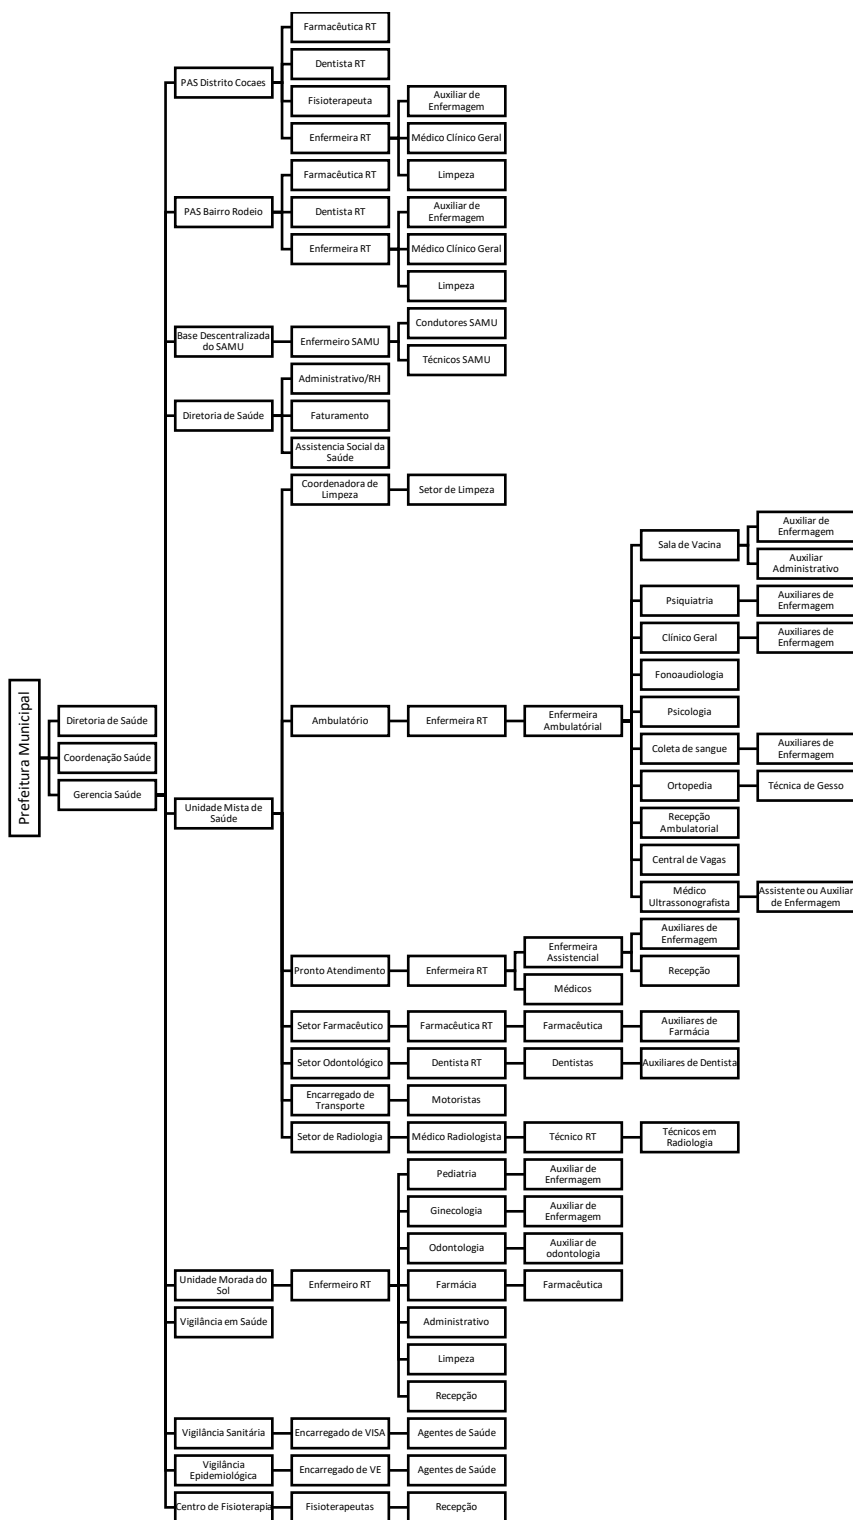 Farmacêutica RT
Dentista RT
PAS Distrito Cocaes
Fisioterapeuta
Auxiliar de
Enfermagem
Enfermeira RT
Médico Clínico Geral
Limpeza
Farmacêutica RT
PAS Bairro Rodeio
Dentista RT
Auxiliar de
Enfermagem
Enfermeira RT
Médico Clínico Geral
Limpeza
Base Descentralizada
do SAMU
Enfermeiro SAMU
Condutores SAMU
Técnicos SAMU
Administrativo/RH
Diretoria de Saúde
Faturamento
Assistencia Social da
Saúde
Coordenadora de
Limpeza
Setor de Limpeza
Sala de Vacina
Auxiliar de
Enfermagem
Auxiliar
Administrativo
Psiquiatria
Auxiliares de
Enfermagem
Clínico Geral
Auxiliares de
Enfermagem
Fonoaudiologia
Prefeitura Municipal
Diretoria de Saúde
Coordenação Saúde
Gerencia Saúde
Ambulatório
Enfermeira RT
Enfermeira
Ambulatórial
Psicologia
Coleta de sangue
Auxiliares de
Enfermagem
Ortopedia
Técnica de Gesso
Unidade Mista de
Saúde
Recepção
Ambulatorial
Central de Vagas
Médico
Ultrassonografista
Assistente ou Auxiliar
de Enfermagem
Pronto Atendimento
Enfermeira RT
Enfermeira
Assistencial
Auxiliares de
Enfermagem
Recepção
Médicos
Setor Farmacêutico
Farmacêutica RT
Farmacêutica
Auxiliares de
Farmácia
Setor Odontológico
Dentista RT
Dentistas
Auxiliares de Dentista
Encarregado de
Transporte
Motoristas
Setor de Radiologia
Médico Radiologista
Técnico RT
Técnicos em
Radiologia
Pediatria
Auxiliar de
Enfermagem
Ginecologia
Auxiliar de
Enfermagem
Odontologia
Auxiliar de
odontologia
Unidade Morada do
Sol
Enfermeiro RT
Farmácia
Farmacêutica
Vigilância em Saúde
Administrativo
Limpeza
Recepção
Vigilância Sanitária
Encarregado de VISA
Agentes de Saúde
Vigilância
Epidemiológica
Encarregado de VE
Agentes de Saúde
Centro de Fisioterapia
Fisioterapeutas
Recepção